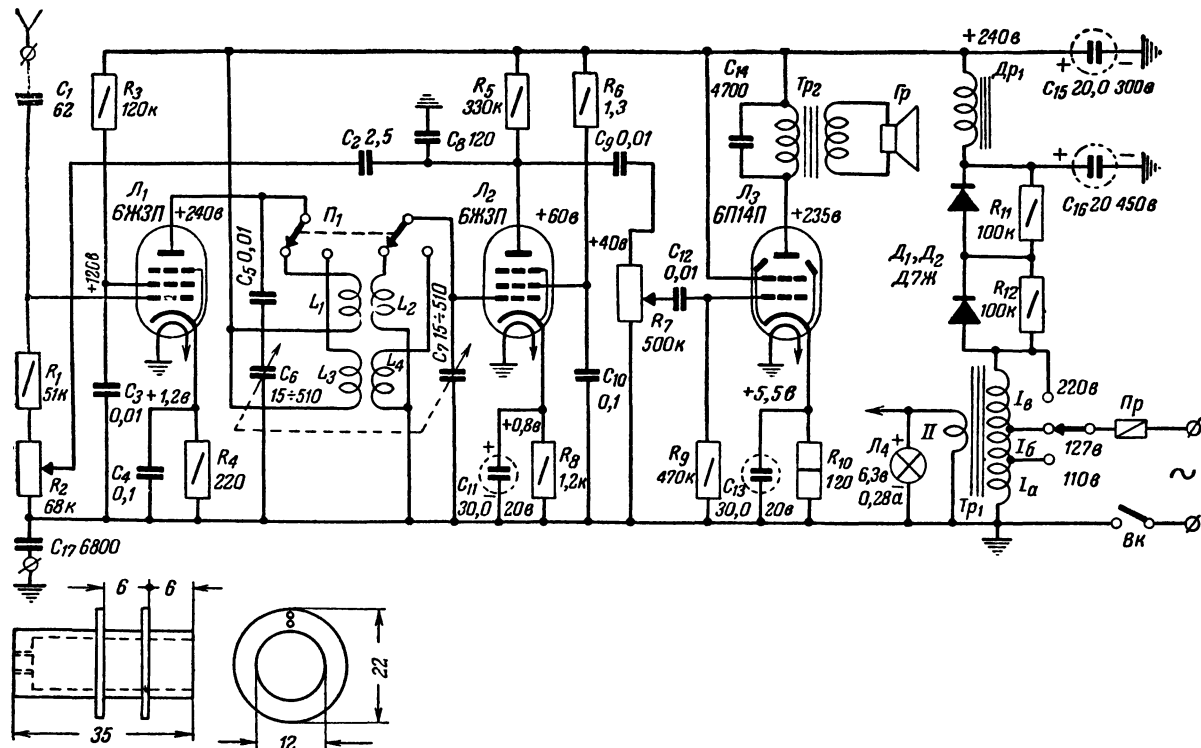 C1
62
R3
120к
R5
330к
R6
1,3
C14
4700
Тр2
Гр
+240в
Др1
C15 20,0 300в
+
−
C2 2,5
C8 120
C9 0,01
Л1
6Ж3П
+240в
П1
Л2
6Ж3П
+60в
+40в
C12
0,01
Л3
6П14П
+235в
Д1, Д2
Д7Ж
R11
100к
R12
100к
+
−
C16 20 450в
+120в
C5 0,01
L1
L2
C7 15÷510
R7
500к
R1
51к
C3
0,01
+1,2в
C6
15÷510
L3
L4
C10
0,1
+5,5в
220в
Iв
Пр
127в
Iб
110в
Iа
II
Тр1
~
R2
68к
C4
0,1
R4
220
+0,8в
+
−
C11
30,0
20в
R8
1,2к
R9
470к
C13
30,0
20в
R10
120
Л4
+
6,3в
0,28а
Вк
C17 6800
6
6
35
22
12